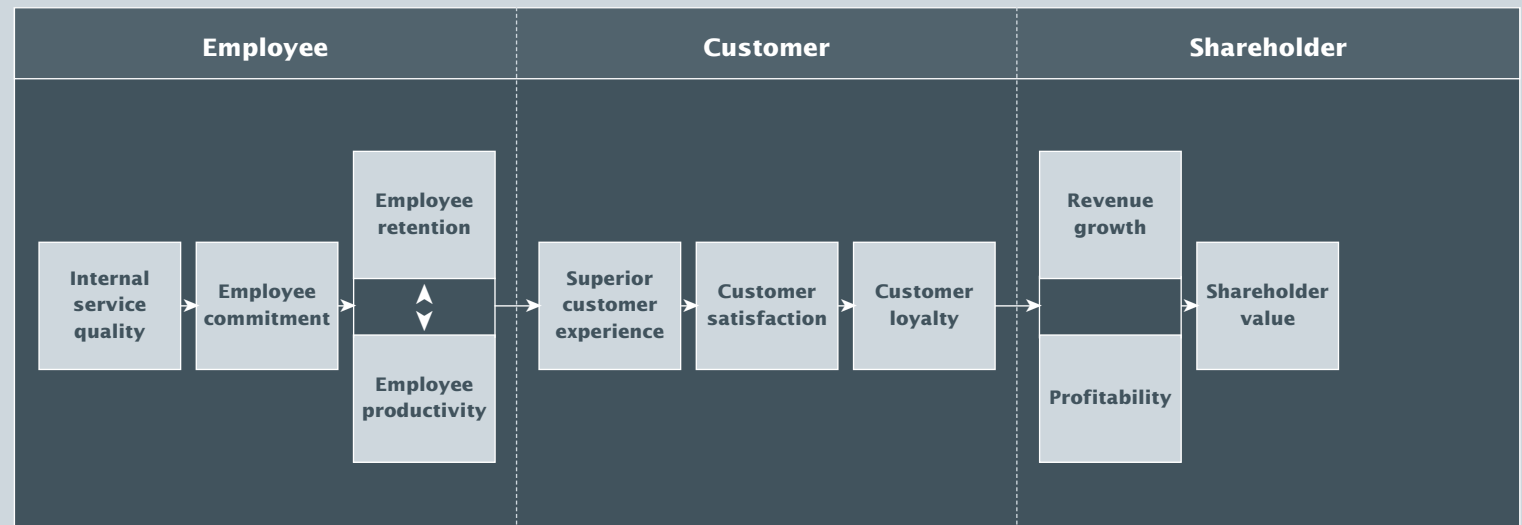 Employee
Customer
Shareholder
Internal
service
quality
Employee
commitment
Employee
retention
Employee
productivity
Superior
customer
experience
Customer
satisfaction
Customer
loyalty
Revenue
growth
Profitability
Shareholder
value